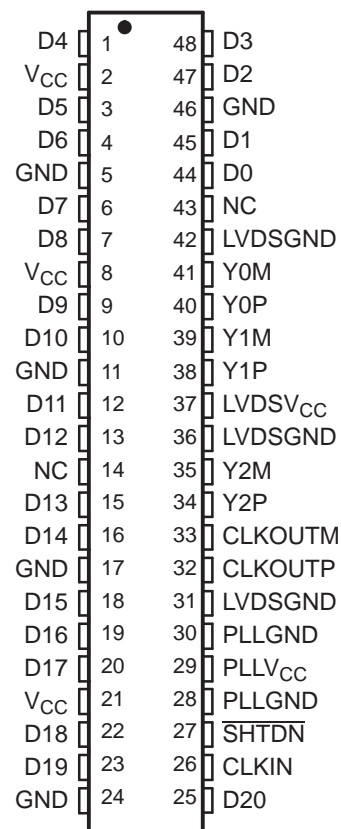 D4 1 48 D3
VCC 2 47 D2
D5 3 46 GND
D6 4 45 D1
GND 5 44 D0
D7 6 43 NC
D8 7 42 LVDSGND
VCC 8 41 Y0M
D9 9 40 Y0P
D10 10 39 Y1M
GND 11 38 Y1P
D11 12 37 LVDSVCC
D12 13 36 LVDSGND
NC 14 35 Y2M
D13 15 34 Y2P
D14 16 33 CLKOUTM
GND 17 32 CLKOUTP
D15 18 31 LVDSGND
D16 19 30 PLLGND
D17 20 29 PLLVCC
VCC 21 28 PLLGND
D18 22 27 SHTDN
D19 23 26 CLKIN
GND 24 25 D20